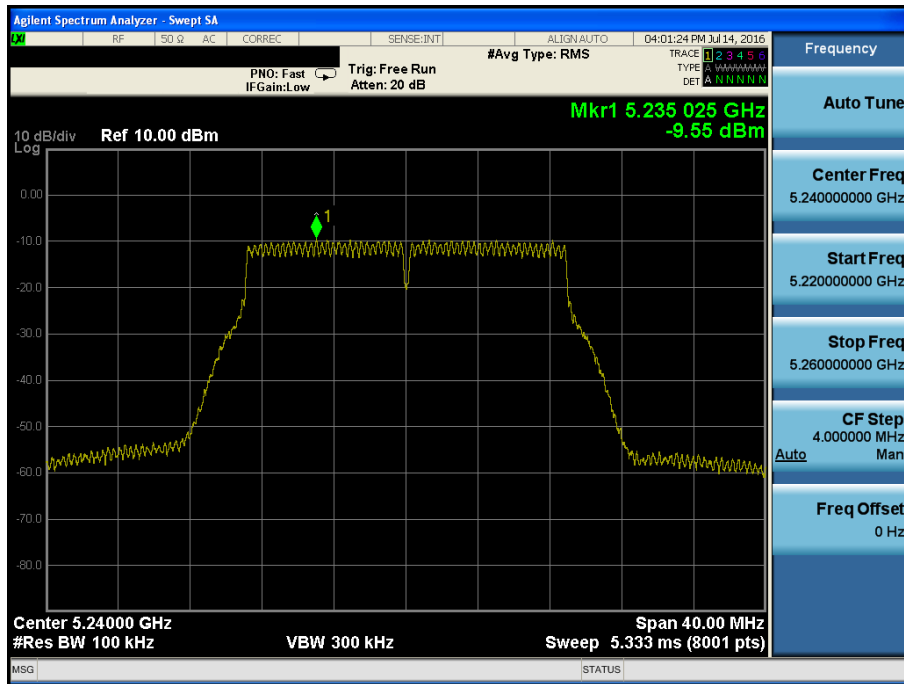 Agilent Spectrum Analyzer - Swept SA
LXI RF 50 Ω AC CORREC SENSE:INT ALIGN AUTO 04:01:24 PM Jul 14, 2016
#Avg Type: RMS
TRACE 1 2 3 4 5 6
TYPE A WWWWW
DET A N N N N N
PNO: Fast
IFGain:Low
Trig: Free Run
Atten: 20 dB
Mkr1 5.235 025 GHz
-9.55 dBm
10 dB/div Ref 10.00 dBm
Log
0.00
-10.0
-20.0
-30.0
-40.0
-50.0
-60.0
-70.0
-80.0
1
Center 5.24000 GHz
Span 40.00 MHz
#Res BW 100 kHz
VBW 300 kHz
Sweep 5.333 ms (8001 pts)
MSG STATUS
Frequency
Auto Tune
Center Freq
5.240000000 GHz
Start Freq
5.220000000 GHz
Stop Freq
5.260000000 GHz
CF Step
4.000000 MHz
Auto Man
Freq Offset
0 Hz